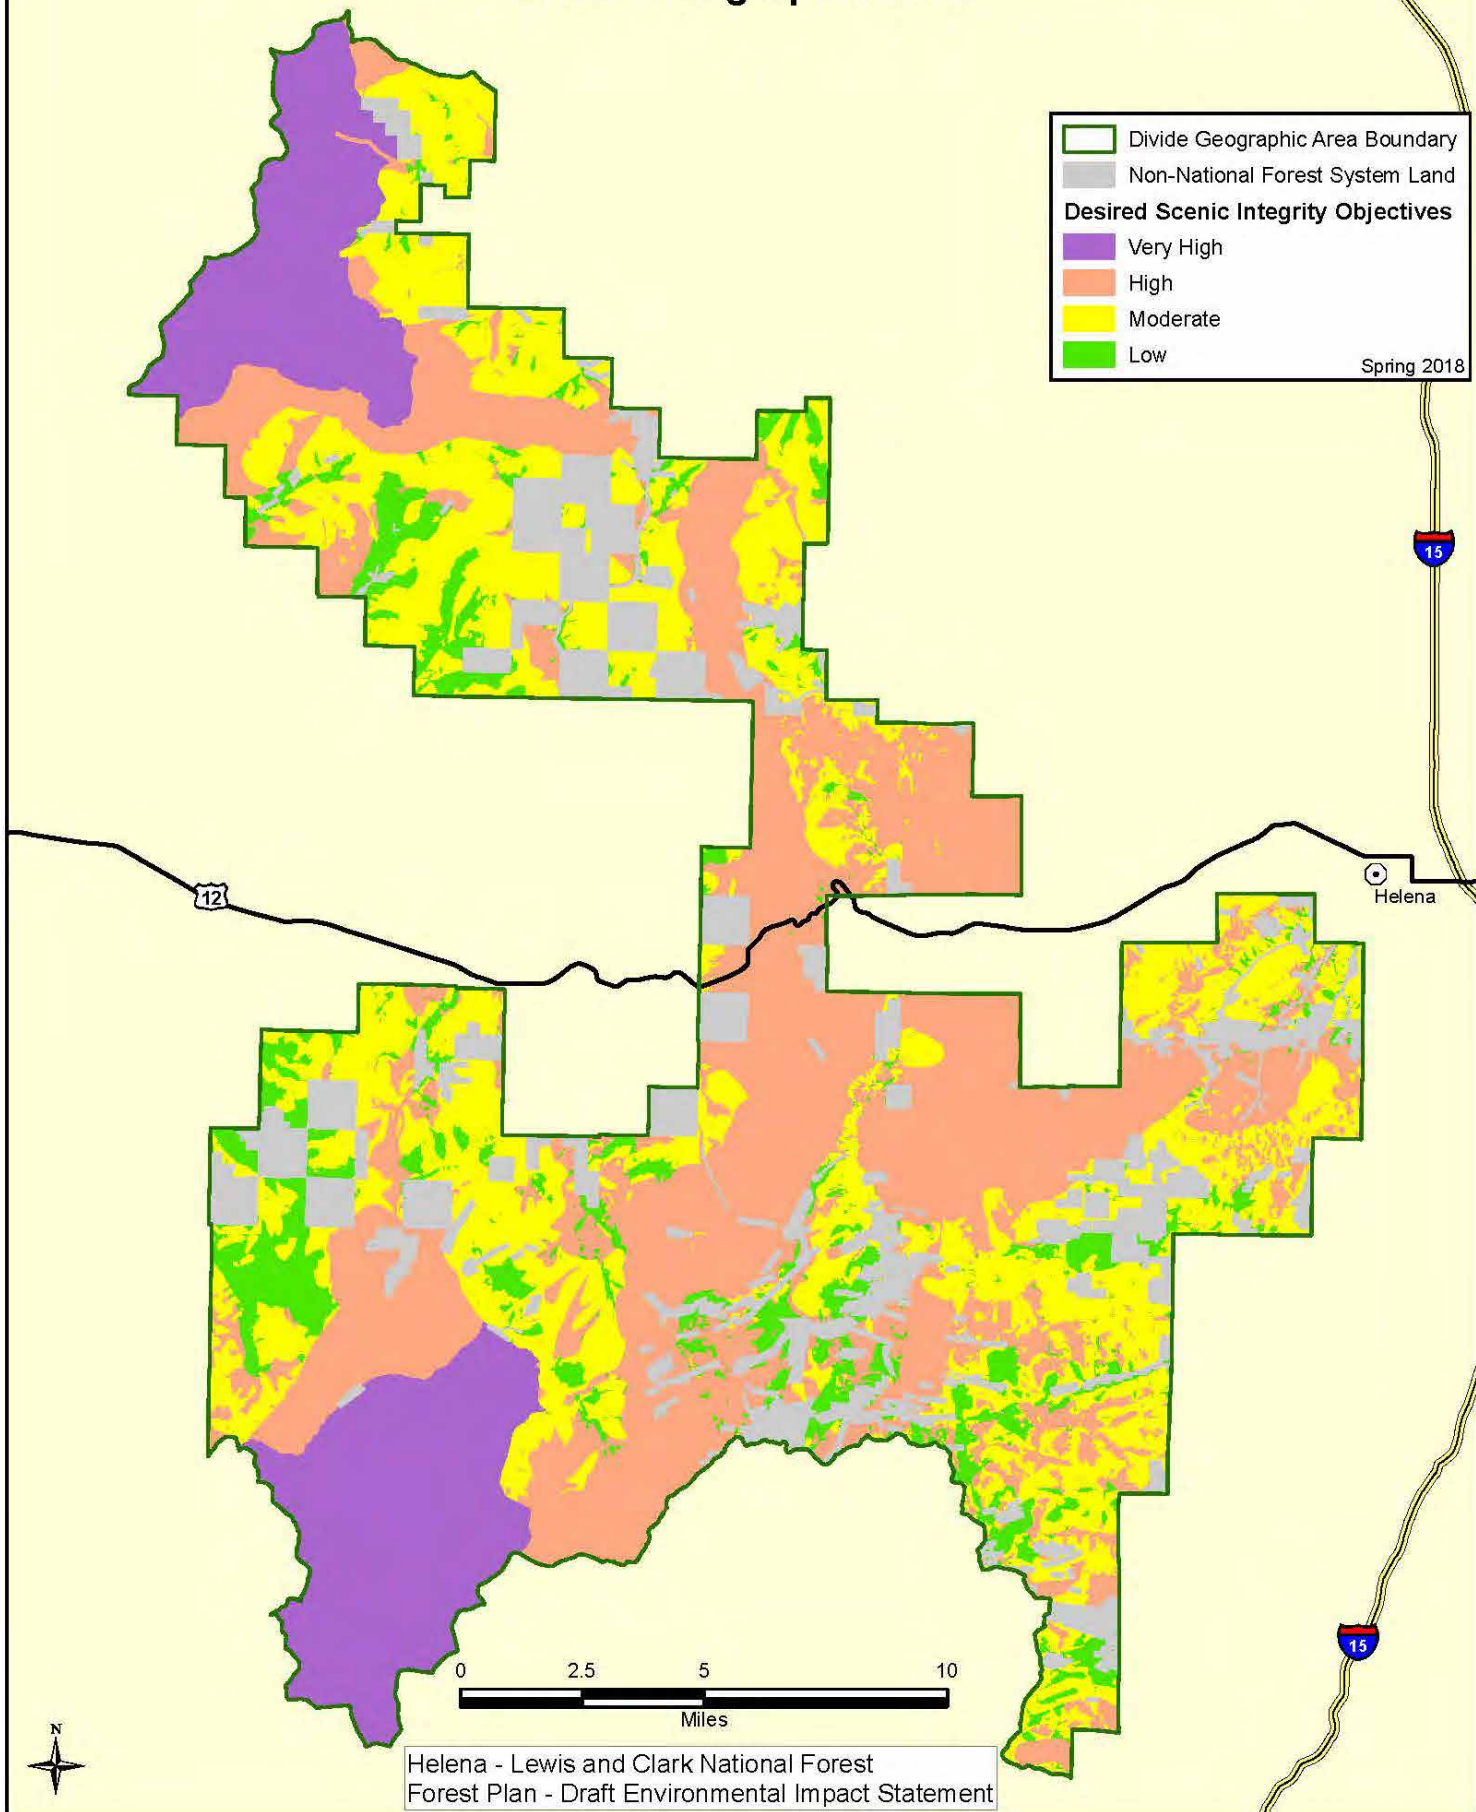 Divide Geographic Area Boundary
Non-National Forest System Land
Desired Scenic Integrity Objectives
Very High
High
Moderate
Low
Spring 2018
15
12
Helena
15
0 2.5 5 10
Miles
N
Helena - Lewis and Clark National Forest
Forest Plan - Draft Environmental Impact Statement